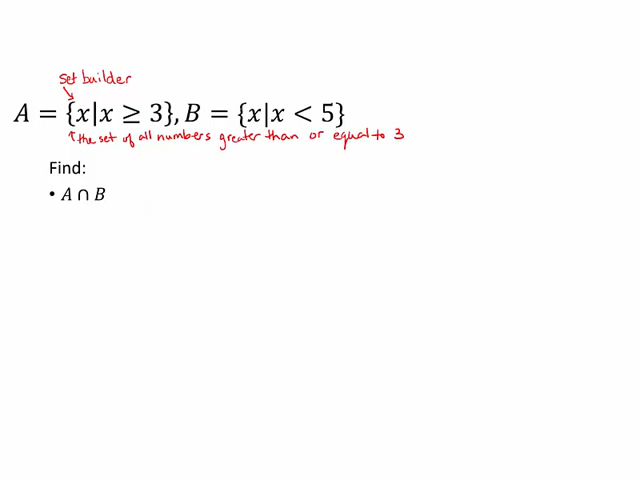 set builder
A = {x|x ≥ 3}, B = {x|x < 5}
↑the set of all numbers greater than or equal to 3
Find:
• A ∩ B